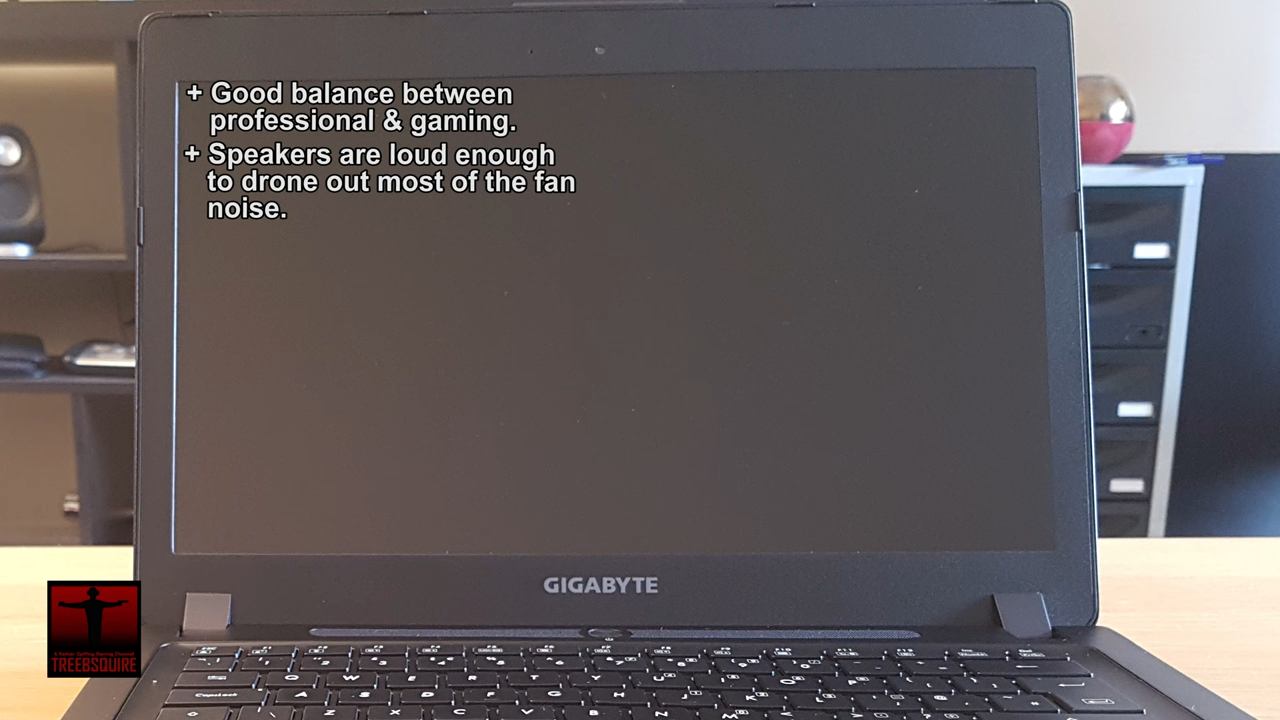 + Good balance between
professional & gaming.
+ Speakers are loud enough
to drone out most of the fan
noise.
GIGABYTE
TREEBSQUIRE
Q W E R T Y
CapsLock A S D F G H J K L
Z X C V B N M